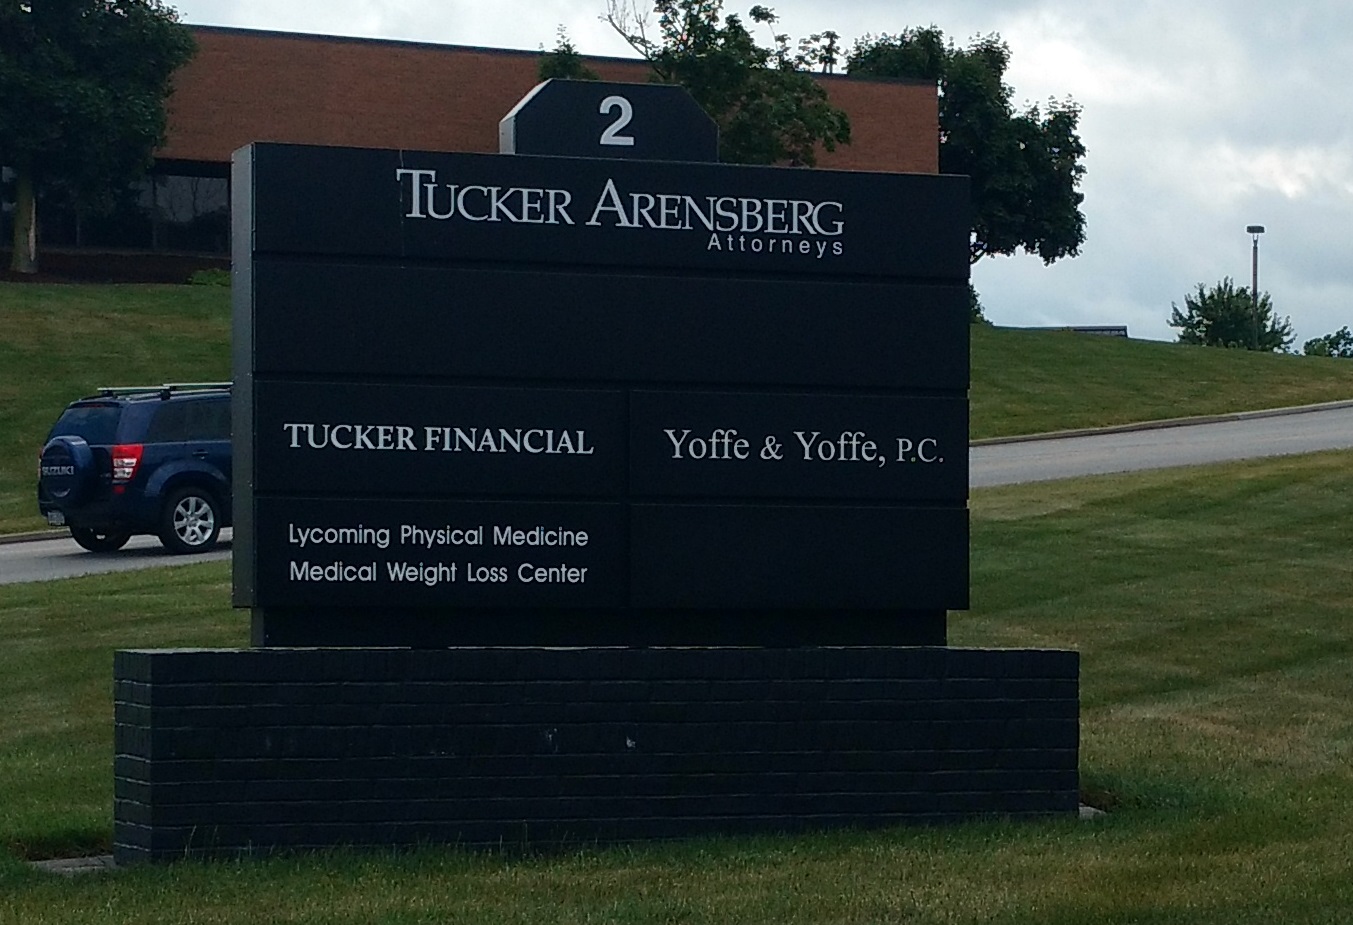 2
TUCKER ARENSBERG
Attorneys
TUCKER FINANCIAL
Yoffe & Yoffe, P.C.
Lycoming Physical Medicine
Medical Weight Loss Center
SUZUKI